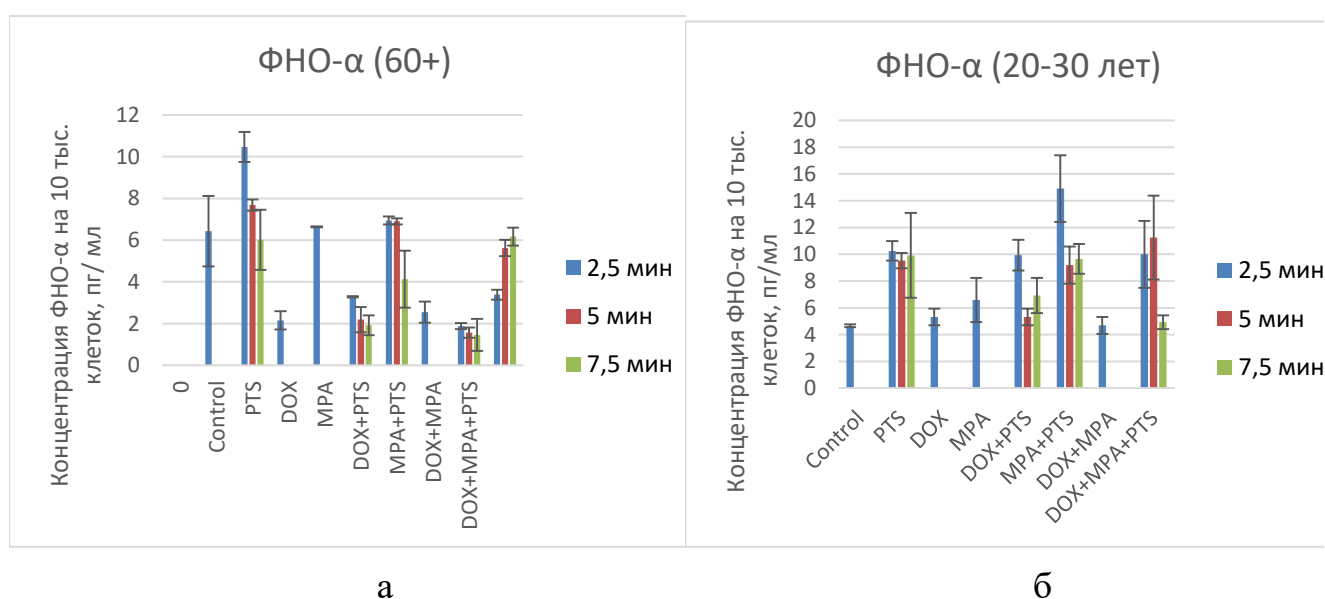 ФНО-α (60+)
Концентрация ФНО-α на 10 тыс.
клеток, пг/ мл
12
10
8
6
4
2
0
0
Control
PTS
DOX
MPA
DOX+PTS
MPA+PTS
DOX+MPA
DOX+MPA+PTS
2,5 мин
5 мин
7,5 мин
а
ФНО-α (20-30 лет)
Концентрация ФНО-α на 10 тыс.
клеток, пг/мл
20
18
16
14
12
10
8
6
4
2
0
Control
PTS
DOX
MPA
DOX+PTS
MPA+PTS
DOX+MPA
DOX+MPA+PTS
2,5 мин
5 мин
7,5 мин
б